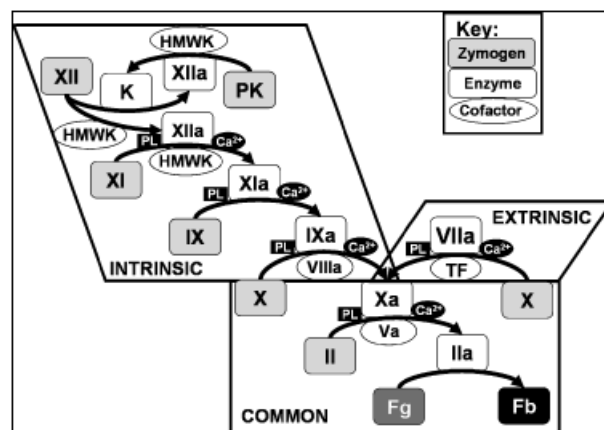 Key:
Zymogen
Enzyme
Cofactor
HMWK
XII
XIIa
K
PK
HMWK
XIIa
PL
Ca2+
HMWK
XI
XIa
PL
Ca2+
IX
IXa
PL
Ca2+
VIIIa
INTRINSIC
EXTRINSIC
VIIa
PL
Ca2+
TF
X
Xa
X
PL
Ca2+
Va
II
IIa
Fg
Fb
COMMON